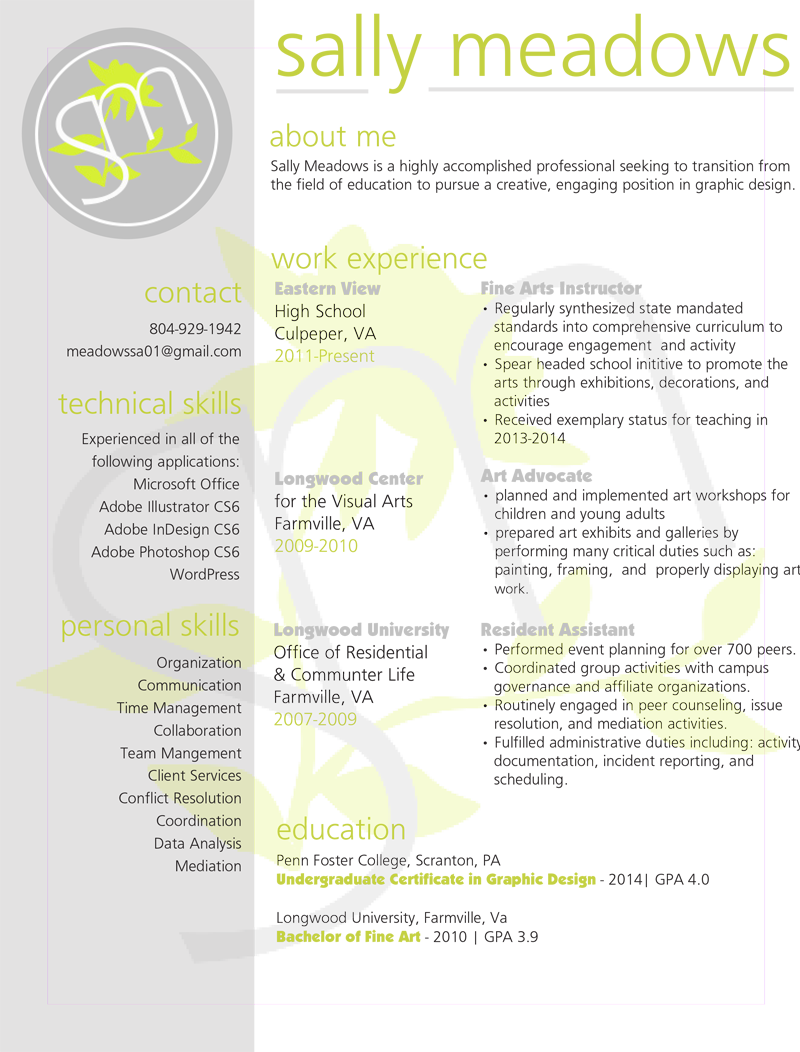 sm
sally meadows
about me
Sally Meadows is a highly accomplished professional seeking to transition from
the field of education to pursue a creative, engaging position in graphic design.
contact
804-929-1942
meadowssa01@gmail.com
technical skills
Experienced in all of the
following applications:
Microsoft Office
Adobe Illustrator CS6
Adobe InDesign CS6
Adobe Photoshop CS6
WordPress
personal skills
Organization
Communication
Time Management
Collaboration
Team Mangement
Client Services
Conflict Resolution
Coordination
Data Analysis
Mediation
work experience
Eastern View
High School
Culpeper, VA
2011-Present
Fine Arts Instructor
• Regularly synthesized state mandated
standards into comprehensive curriculum to
encourage engagement  and activity
• Spear headed school inititive to promote the
arts through exhibitions, decorations, and
activities
• Received exemplary status for teaching in
2013-2014
Longwood Center
for the Visual Arts
Farmville, VA
2009-2010
Art Advocate
• planned and implemented art workshops for
children and young adults
• prepared art exhibits and galleries by
performing many critical duties such as:
painting, framing,  and  properly displaying art
work.
Longwood University
Office of Residential
& Communter Life
Farmville, VA
2007-2009
Resident Assistant
• Performed event planning for over 700 peers.
• Coordinated group activities with campus
governance and affiliate organizations.
• Routinely engaged in peer counseling, issue
resolution, and mediation activities.
• Fulfilled administrative duties including: activity
documentation, incident reporting, and
scheduling.
education
Penn Foster College, Scranton, PA
Undergraduate Certificate in Graphic Design - 2014| GPA 4.0
Longwood University, Farmville, Va
Bachelor of Fine Art - 2010 | GPA 3.9